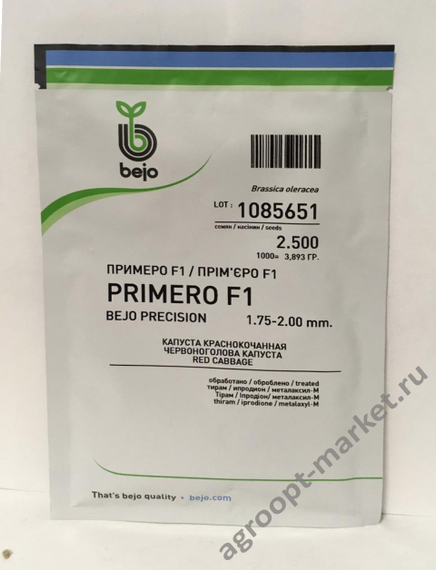 bejo
Brassica oleracea
LOT : 1085651
семян / насінин / seeds
2.500
1000= 3,893 ГР.
ПРИМЕРО F1 / ПРІМ'ЄРО F1
PRIMERO F1
BEJO PRECISION 1.75-2.00 mm.
КАПУСТА КРАСНОКОЧАННАЯ
ЧЕРВОНОГОЛОВА КАПУСТА
RED CABBAGE
обработано / оброблено / treated
тирам / ипродион / металаксил-М
Тірам / Іпродіон/ металаксил-М
thiram / iprodione / metalaxyl-M
That's bejo quality • bejo.com
agroopt-market.ru